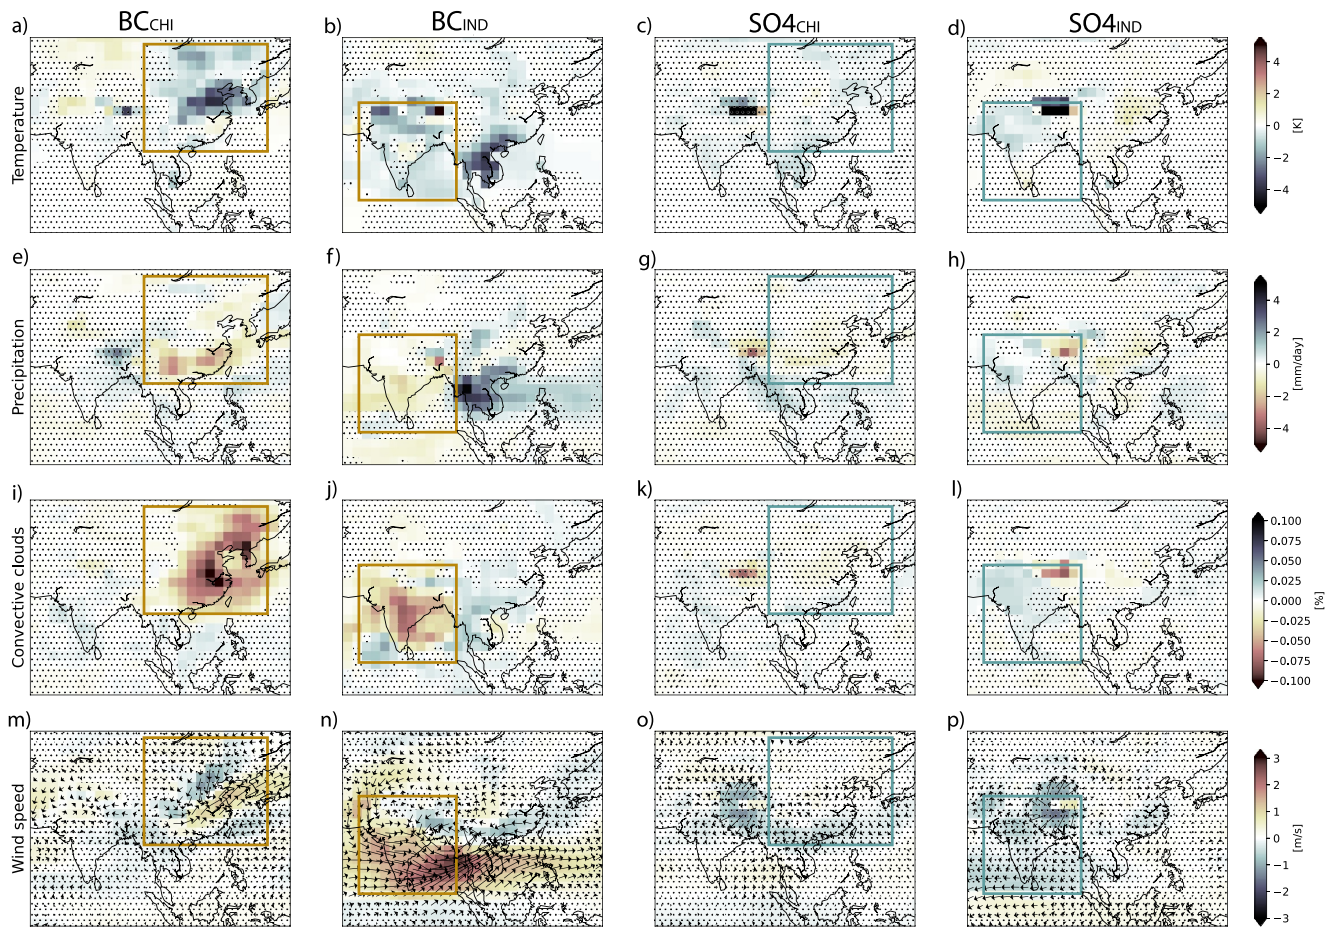 BCCHI BCIND SO4CHI SO4IND
a) b) c) d)
Temperature
4
2
0
−2
−4
[K]
e) f) g) h)
Precipitation
4
2
0
−2
−4
[mm/day]
i) j) k) l)
Convective clouds
0.100
0.075
0.050
0.025
0.000
−0.025
−0.050
−0.075
−0.100
[%]
m) n) o) p)
Wind speed
3
2
1
0
−1
−2
−3
[m/s]